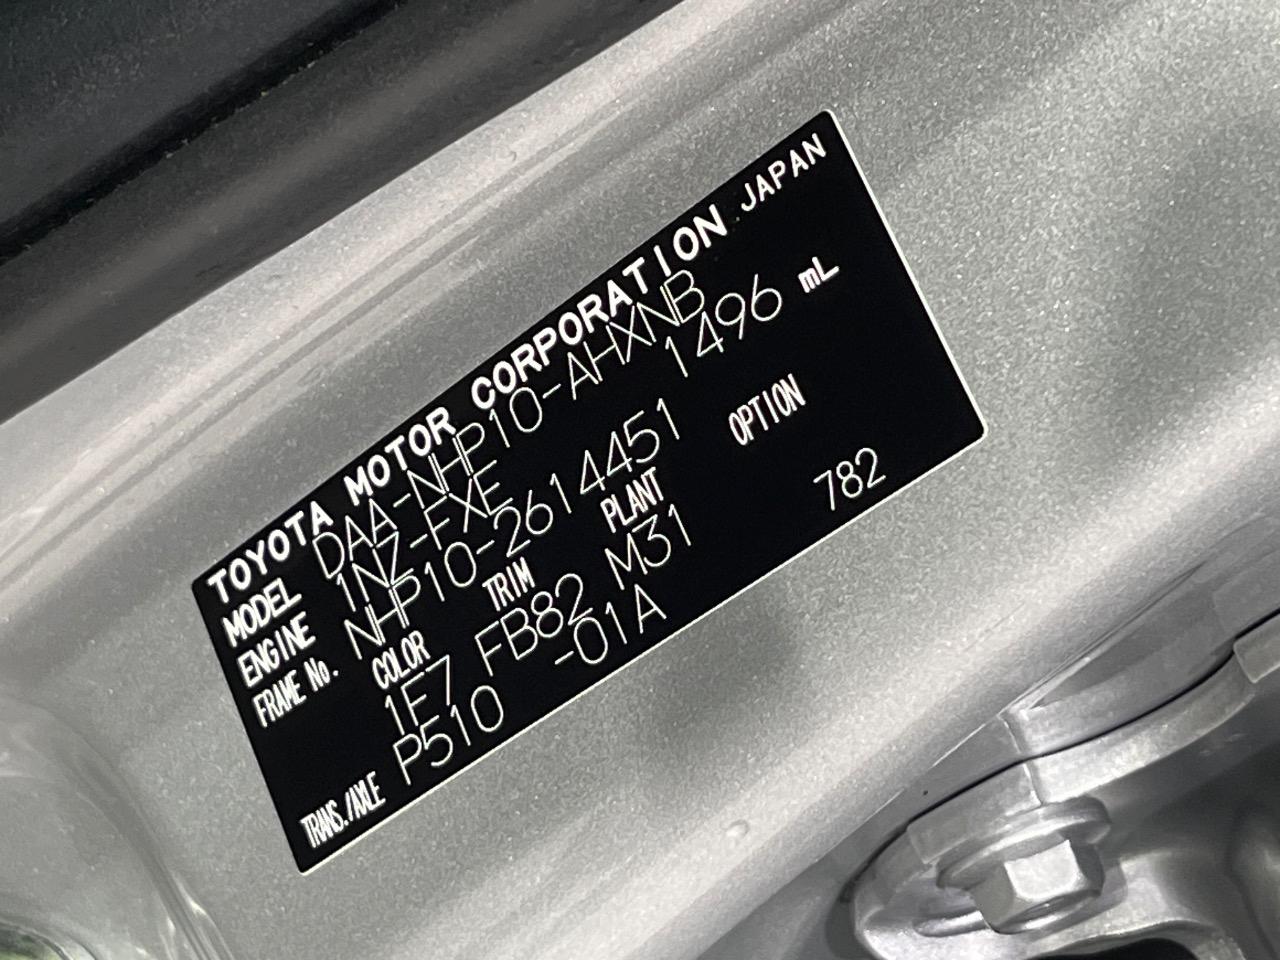 TOYOTA MOTOR CORPORATION JAPAN
MODEL DAA-NHP10-AHXNB
ENGINE 1NZ-FXE 1496 mL
FRAME No. NHP10-2614451
COLOR TRIM PLANT OPTION
1F7 FB82 M31 782
TRANS./AXLE P510 -01A